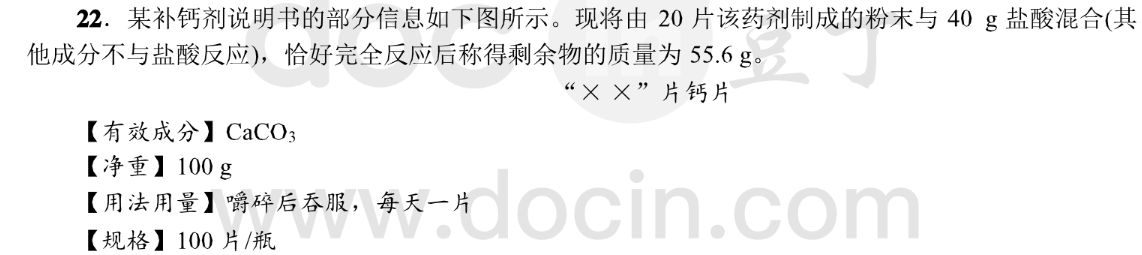 22．某补钙剂说明书的部分信息如下图所示。现将由 20 片该药剂制成的粉末与 40 g 盐酸混合(其
他成分不与盐酸反应)，恰好完全反应后称得剩余物的质量为 55.6 g。
“× ×”片钙片
【有效成分】CaCO₃
【净重】100 g
【用法用量】嚼碎后吞服，每天一片
【规格】100 片/瓶
docin 豆丁
www.docin.com